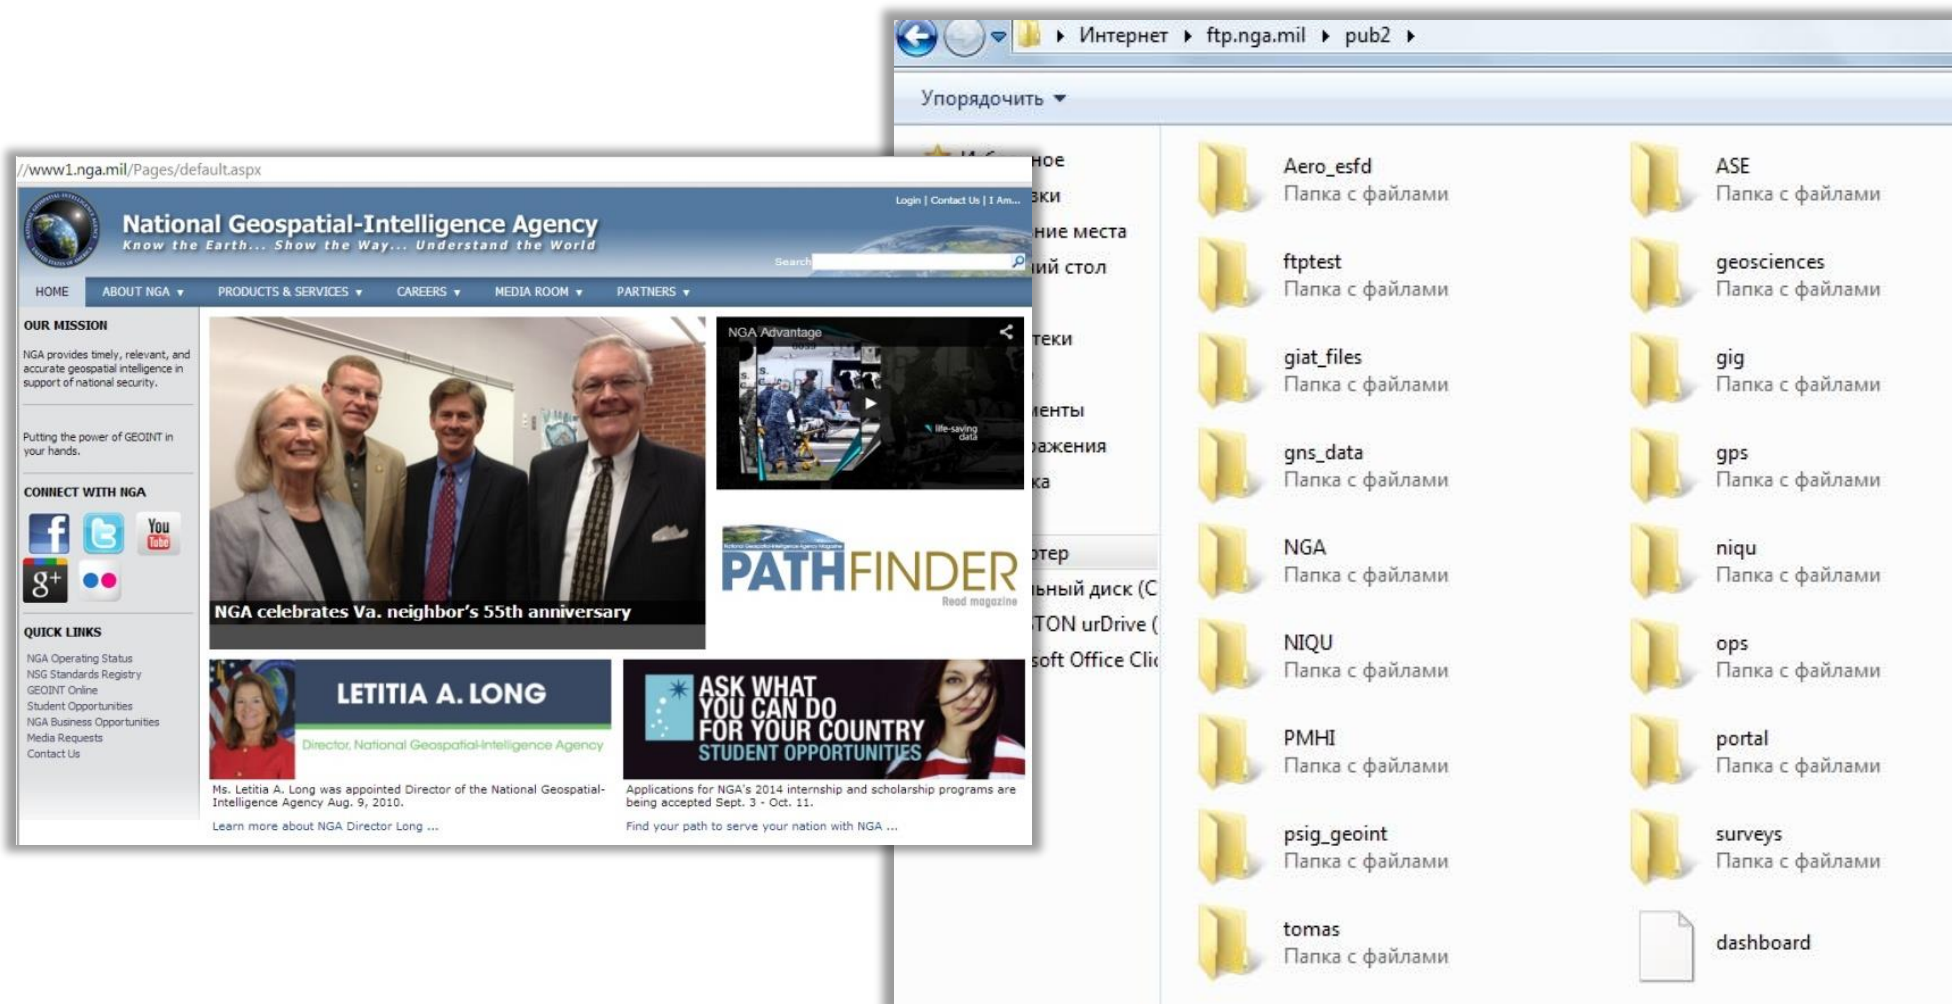 //www1.nga.mil/Pages/default.aspx
National Geospatial-Intelligence Agency
Know the Earth... Show the Way... Understand the World
Login | Contact Us | I Am...
Search
HOME ABOUT NGA PRODUCTS & SERVICES CAREERS MEDIA ROOM PARTNERS
OUR MISSION
NGA provides timely, relevant, and
accurate geospatial intelligence in
support of national security.
Putting the power of GEOINT in
your hands.
CONNECT WITH NGA
You
Tube
g+
QUICK LINKS
NGA Operating Status
NSG Standards Registry
GEOINT Online
Student Opportunities
NGA Business Opportunities
Media Requests
Contact Us
NGA celebrates Va. neighbor's 55th anniversary
NGA Advantage
life-saving
data
PATHFINDER
Read magazine
LETITIA A. LONG
Director, National Geospatial-Intelligence Agency
Ms. Letitia A. Long was appointed Director of the National Geospatial-
Intelligence Agency Aug. 9, 2010.
Learn more about NGA Director Long ...
ASK WHAT
YOU CAN DO
FOR YOUR COUNTRY
STUDENT OPPORTUNITIES
Applications for NGA's 2014 internship and scholarship programs are
being accepted Sept. 3 - Oct. 11.
Find your path to serve your nation with NGA ...
Интернет ftp.nga.mil pub2
Упорядочить
ное
вки
ние места
ий стол
теки
менты
ражения
ка
ютер
ьный диск (C
STON urDrive (
soft Office Clic
Aero_esfd
Папка с файлами
ASE
Папка с файлами
ftptest
Папка с файлами
geosciences
Папка с файлами
giat_files
Папка с файлами
gig
Папка с файлами
gns_data
Папка с файлами
gps
Папка с файлами
NGA
Папка с файлами
niqu
Папка с файлами
NIQU
Папка с файлами
ops
Папка с файлами
PMHI
Папка с файлами
portal
Папка с файлами
psig_geoint
Папка с файлами
surveys
Папка с файлами
tomas
Папка с файлами
dashboard